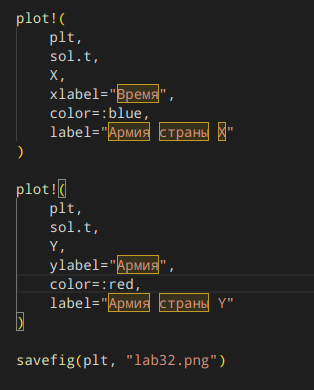 plot!(
    plt,
    sol.t,
    X,
    xlabel="Время",
    color=:blue,
    label="Армия страны Х"
)

plot!(
    plt,
    sol.t,
    Y,
    ylabel="Армия",
    color=:red,
    label="Армия страны Y"
)

savefig(plt, "lab32.png")